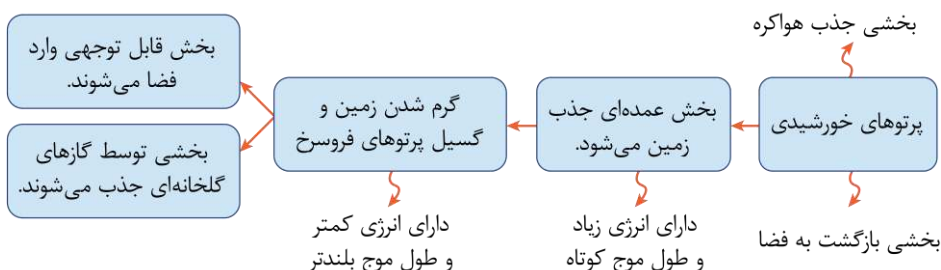 بخشی جذب هواکره
پرتوهای خورشیدی
بخشی بازگشت به فضا
بخش عمده‌ای جذب
زمین می‌شود.
دارای انرژی زیاد
و طول موج کوتاه
گرم شدن زمین و
گسیل پرتوهای فروسرخ
دارای انرژی کمتر
و طول موج بلندتر
بخش قابل توجهی وارد
فضا می‌شوند.
بخشی توسط گازهای
گلخانه‌ای جذب می‌شوند.